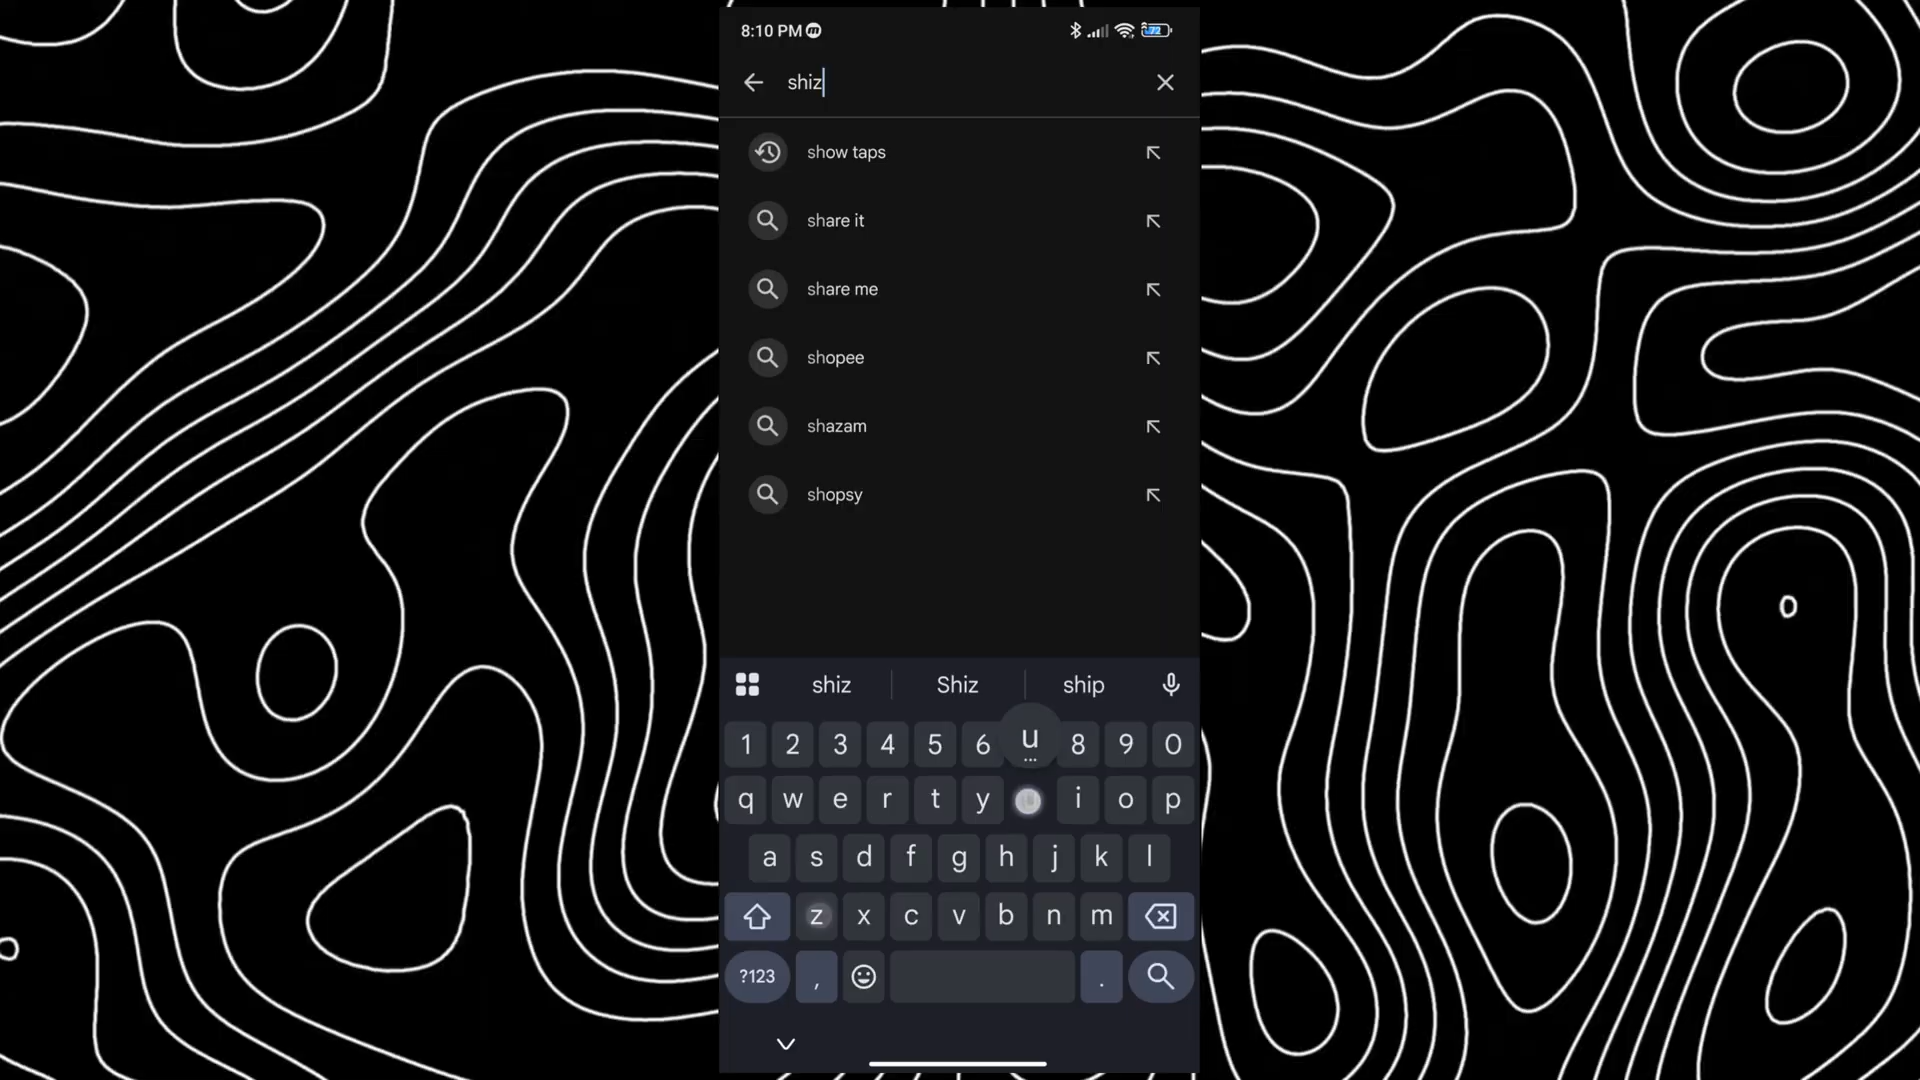 8:10 PM
72
shiz
show taps
share it
share me
shopee
shazam
shopsy
shiz Shiz ship
1 2 3 4 5 6 u 8 9 0
q w e r t y u i o p
a s d f g h j k l
z x c v b n m
?123 , .